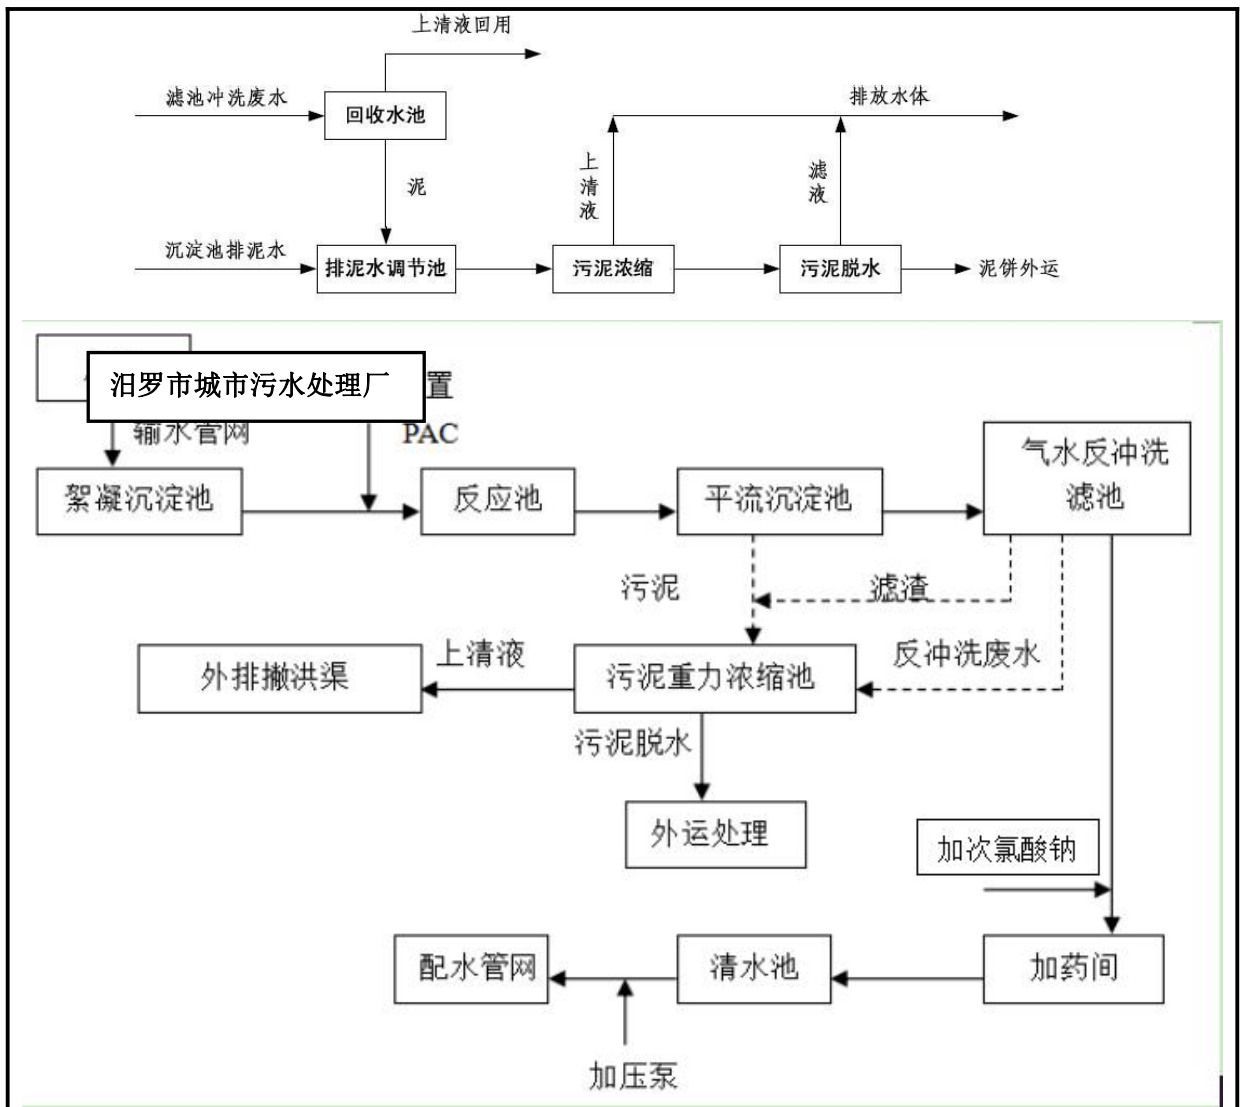 上清液回用
滤池冲洗废水
回收水池
排放水体
泥
上清液
滤液
沉淀池排泥水
排泥水调节池
污泥浓缩
污泥脱水
泥饼外运
汨罗市城市污水处理厂
置
输水管网
PAC
絮凝沉淀池
反应池
平流沉淀池
气水反冲洗
滤池
污泥
滤渣
外排撇洪渠
上清液
污泥重力浓缩池
反冲洗废水
污泥脱水
外运处理
加次氯酸钠
配水管网
清水池
加药间
加压泵